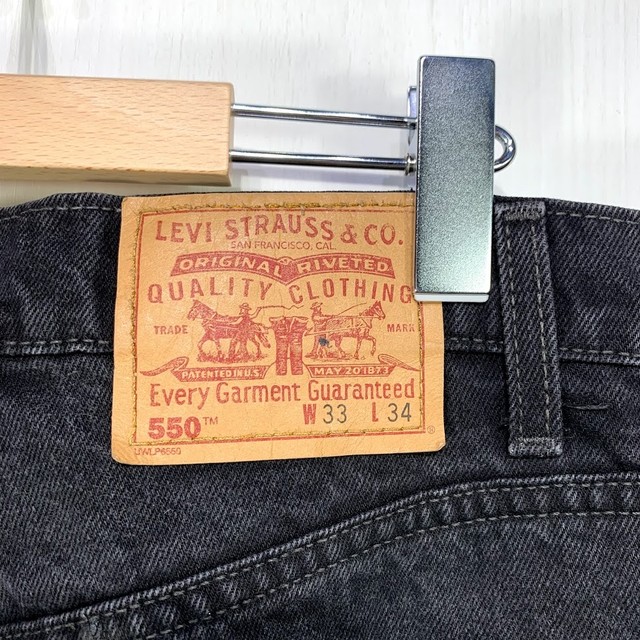 LEVI STRAUSS & CO.
SAN FRANCISCO, CAL.
ORIGINAL RIVETED
QUALITY CLOTHING
TRADE MARK
PATENTED IN U.S. MAY 20 1873
Every Garment Guaranteed
550™ W 33 L 34
®